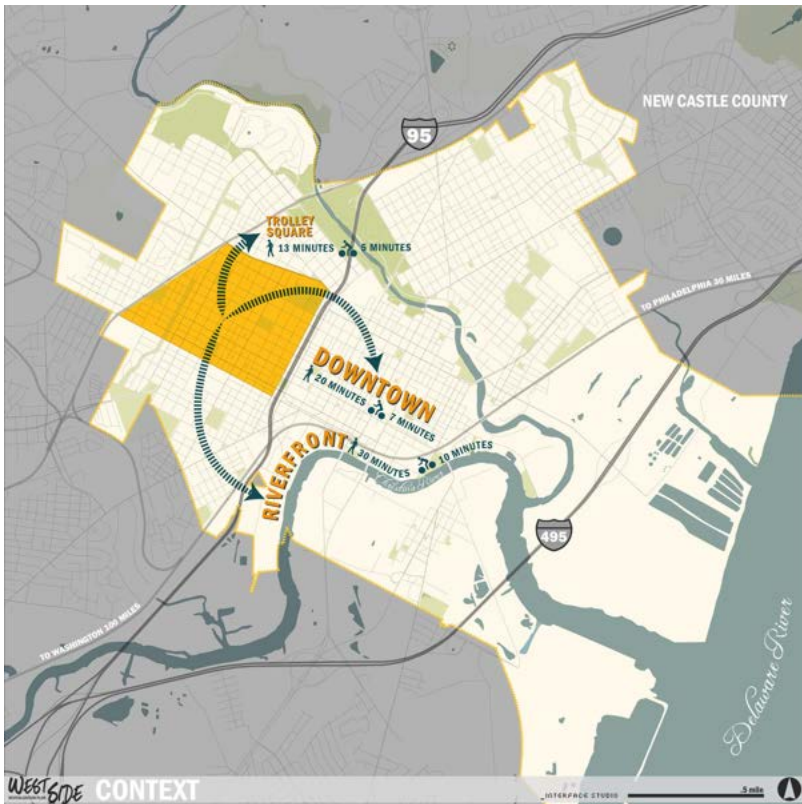 NEW CASTLE COUNTY
95
TROLLEY
SQUARE
13 MINUTES 5 MINUTES
TO PHILADELPHIA 30 MILES
DOWNTOWN
20 MINUTES 7 MINUTES
RIVERFRONT
30 MINUTES 10 MINUTES
495
TO WASHINGTON 100 MILES
Delaware River
WEST SIDE
CONTEXT
_INTERFACE STUDIO
.5 mile